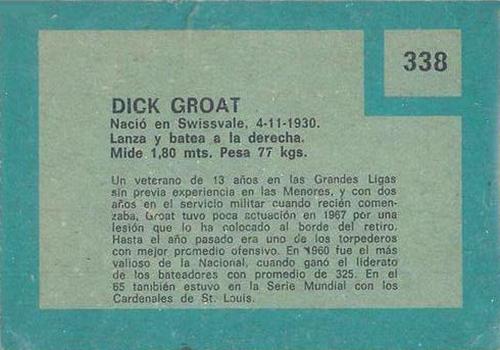 338
DICK GROAT
Nació en Swissvale, 4-11-1930.
Lanza y batea a la derecha.
Mide 1,80 mts. Pesa 77 kgs.
Un veterano de 13 años en las Grandes Ligas
sin previa experiencia en las Menores, y con dos
años en el servicio militar cuando recién comen-
zaba, Groat tuvo poca actuación en 1967 por una
lesión que lo ha colocado al borde del retiro.
Hasta el año pasado era uno de los torpederos
con mejor promedio ofensivo. En 1960 fue el más
valioso de la Nacional, cuando ganó el liderato
de los bateadores con promedio de 325. En el
65 también estuvo en la Serie Mundial con los
Cardenales de St. Louis.